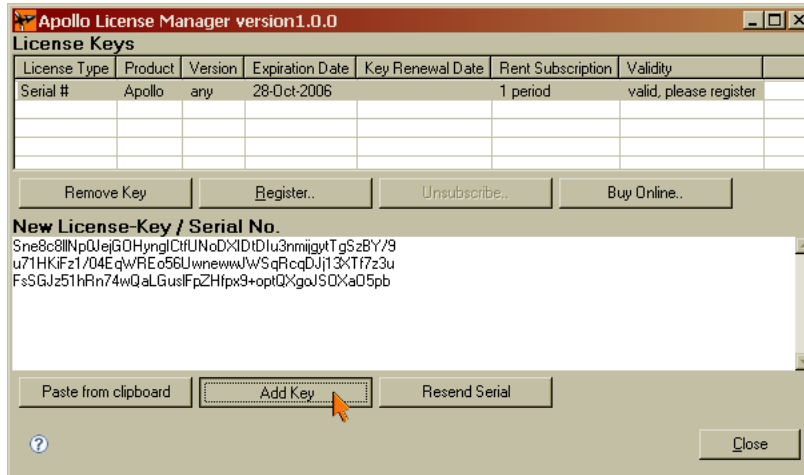 Apollo License Manager version1.0.0
License Keys
License Type Product Version Expiration Date Key Renewal Date Rent Subscription Validity
Serial # Apollo any 28-Oct-2006 1 period valid, please register
Remove Key Register.. Unsubscribe.. Buy Online..
New License-Key / Serial No.
Sne8c8llNp0JejGOHyngICtfUNoDXIDtDIu3nmijgytTgSzBY/9
u71HKiFz1/04EqWREo56UwnewwJWSqRcqDJj13XTf7z3u
FsSGJz51hRn74wQaLGusIFpZHfpx9+optQXgoJSOXaO5pb
Paste from clipboard Add Key Resend Serial
? Close